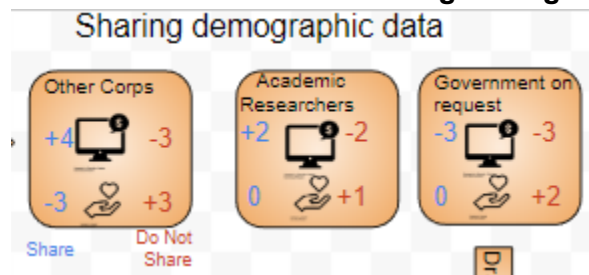 Sharing demographic data
Other Corps
+4 $ -3
-3 +3
Share
Do Not
Share
Academic
Researchers
+2 $ -2
0 +1
Government on
request
-3 $ -3
0 +2